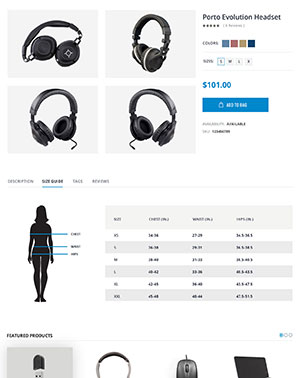 Porto Evolution Headset
COLORS:
SIZES: S M L X
$101.00
ADD TO BAG
AVAILABILITY: AVAILABLE
SKU:
DESCRIPTION SIZE GUIDE TAGS REVIEWS
SIZE CHEST (IN.) WAIST (IN.) HIPS (IN.)
XS 34-36 27-29 34.5-36.5
S 36-38 29-31 36.5-38.5
M 38-40 31-33 38.5-40.5
L 40-42 33-36 40.5-43.5
XL 42-45 36-40 43.5-47.5
XXL 45-48 40-44 47.5-51.5
CHEST
WAIST
HIPS
FEATURED PRODUCTS